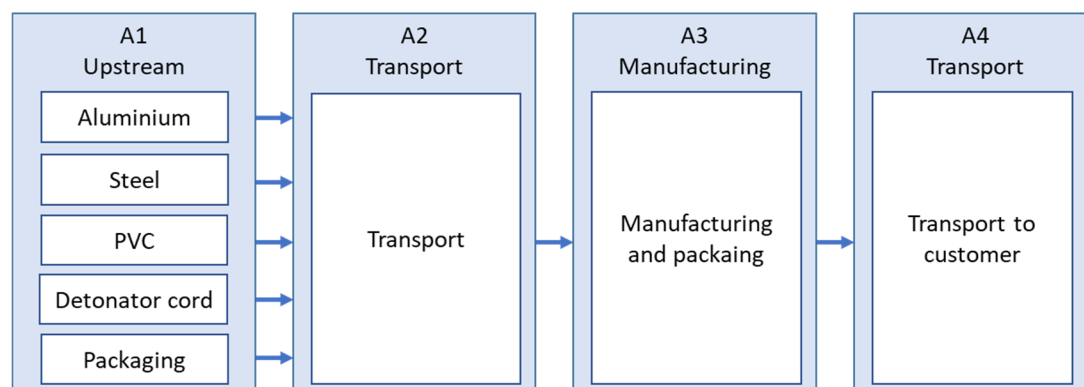 A1
Upstream
Aluminium
Steel
PVC
Detonator cord
Packaging
A2
Transport
Transport
A3
Manufacturing
Manufacturing
and packaing
A4
Transport
Transport to
customer